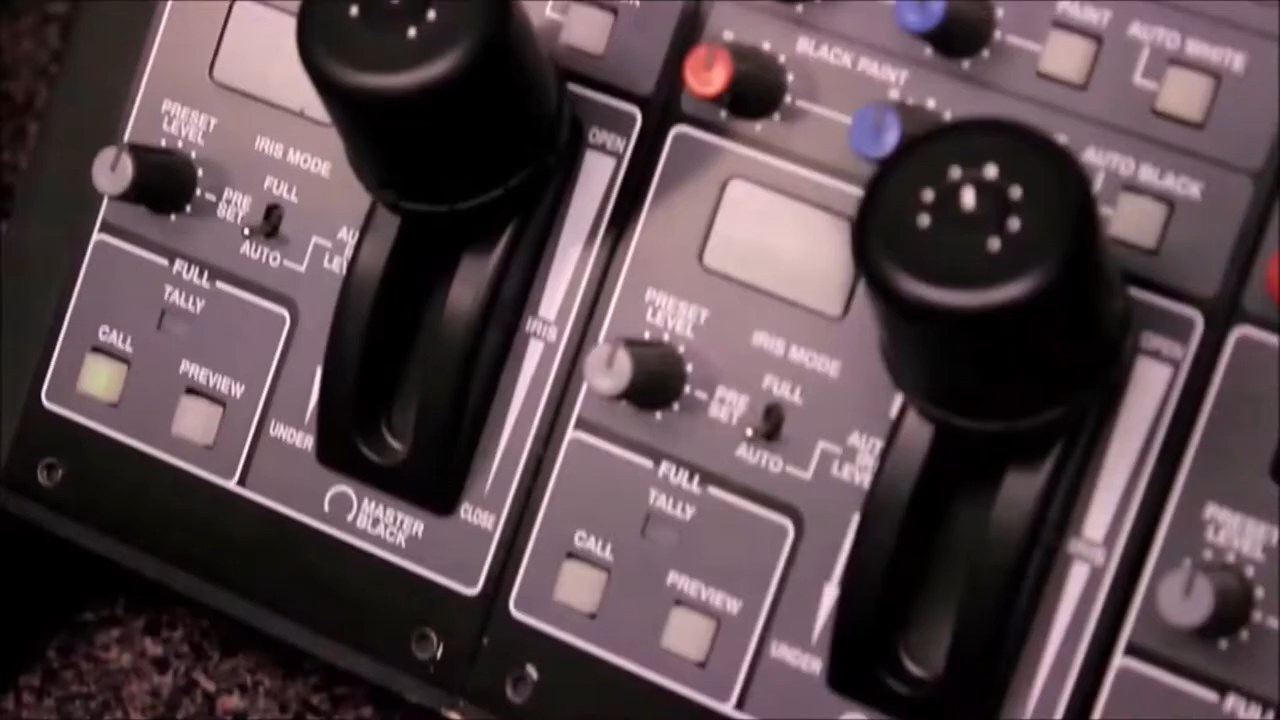 PRESET
LEVEL
IRIS MODE
FULL
PRE
SET
AUTO
OPEN
IRIS
CLOSE
FULL
TALLY
CALL
PREVIEW
UNDER
MASTER
BLACK
PAINT
AUTO WHITE
BLACK PAINT
AUTO BLACK
PRESET
LEVEL
IRIS MODE
FULL
PRE
SET
AUTO
OPEN
IRIS
FULL
TALLY
CALL
PREVIEW
UNDER
PRESET
LEVEL